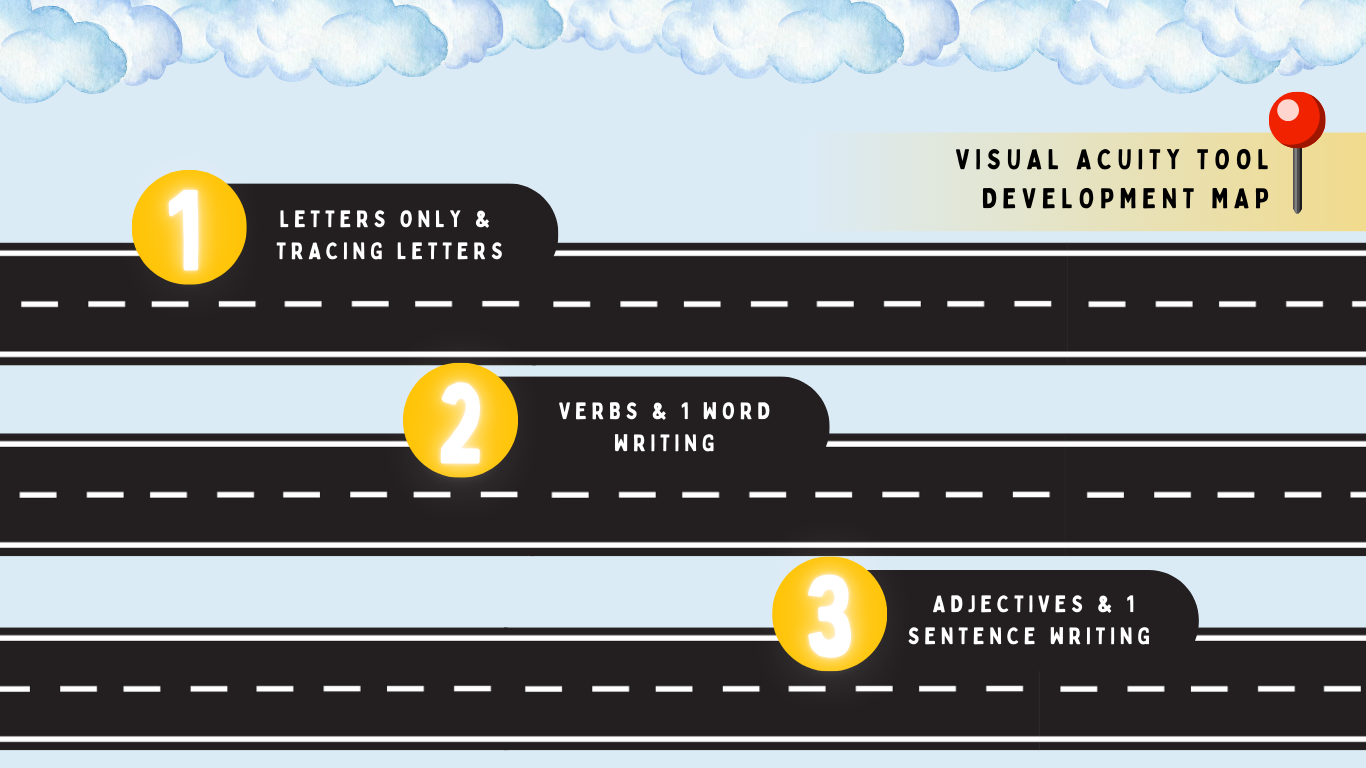 VISUAL ACUITY TOOL
DEVELOPMENT MAP
1
LETTERS ONLY &
TRACING LETTERS
2
VERBS & 1 WORD
WRITING
3
ADJECTIVES & 1
SENTENCE WRITING